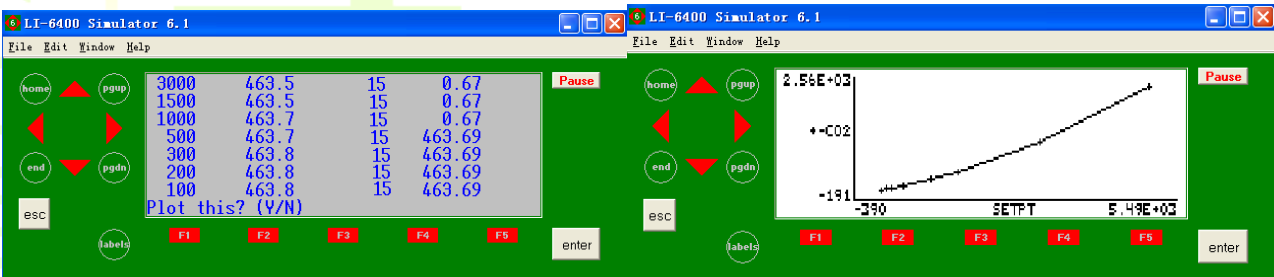 LI-6400 Simulator 6.1
File Edit Window Help
home pgup
end pgdn
esc
labels
3000 463.5 15 0.67
1500 463.5 15 0.67
1000 463.7 15 0.67
500 463.7 15 463.69
300 463.8 15 463.69
200 463.8 15 463.69
100 463.8 15 463.69
Plot this? (Y/N)
F1 F2 F3 F4 F5
Pause
enter
LI-6400 Simulator 6.1
File Edit Window Help
home pgup
end pgdn
esc
labels
2.56E+03
+-CO2
-191
-390 SETPT 5.49E+03
F1 F2 F3 F4 F5
Pause
enter